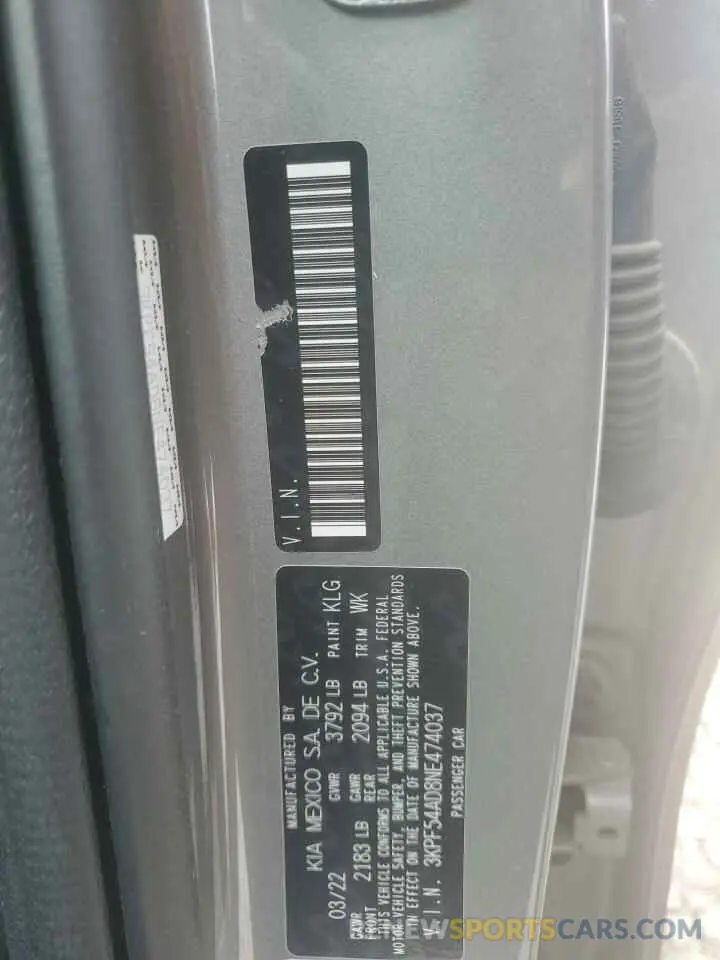 V.I.N.
MANUFACTURED BY
KIA MEXICO S.A. DE C.V.
03/22 GVWR 3792 LB PAINT KLG
GAWR FRONT 2183 LB GAWR REAR 2094 LB TRIM WK
THIS VEHICLE CONFORMS TO ALL APPLICABLE U.S.A. FEDERAL
MOTOR VEHICLE SAFETY, BUMPER, AND THEFT PREVENTION STANDARDS
IN EFFECT ON THE DATE OF MANUFACTURE SHOWN ABOVE.
V.I.N. 3KPF54AD8NE474037
PASSENGER CAR
NEWSPORTSCARS.COM